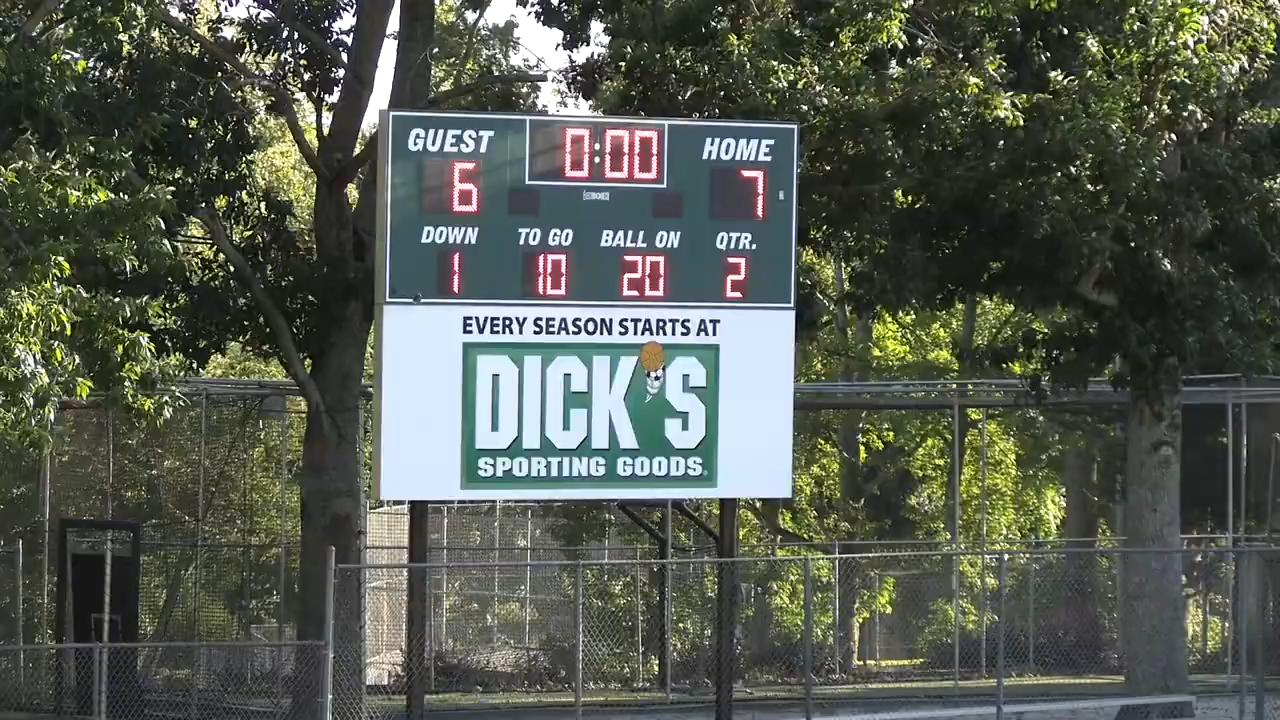 GUEST 0:00 HOME
6 7
DOWN TO GO BALL ON QTR.
1 10 20 2
EVERY SEASON STARTS AT
DICK'S
SPORTING GOODS